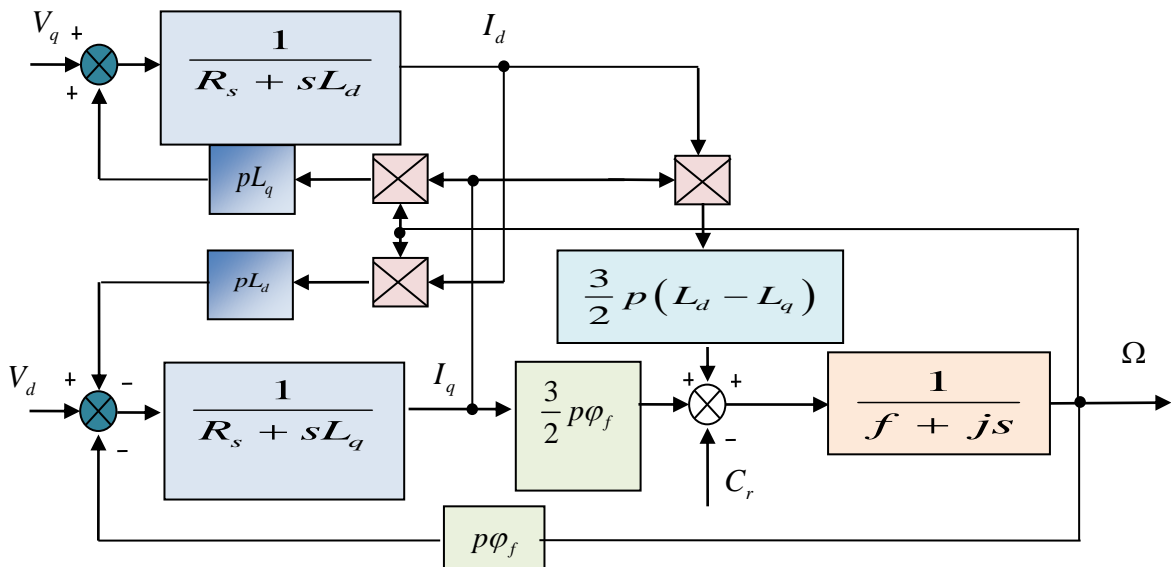 V_q + +
1 / (R_s + sL_d)
I_d
pL_q
pL_d
3/2 p(L_d − L_q)
V_d + − −
1 / (R_s + sL_q)
I_q
3/2 pφ_f
+ + −
C_r
1 / (f + js)
Ω
pφ_f